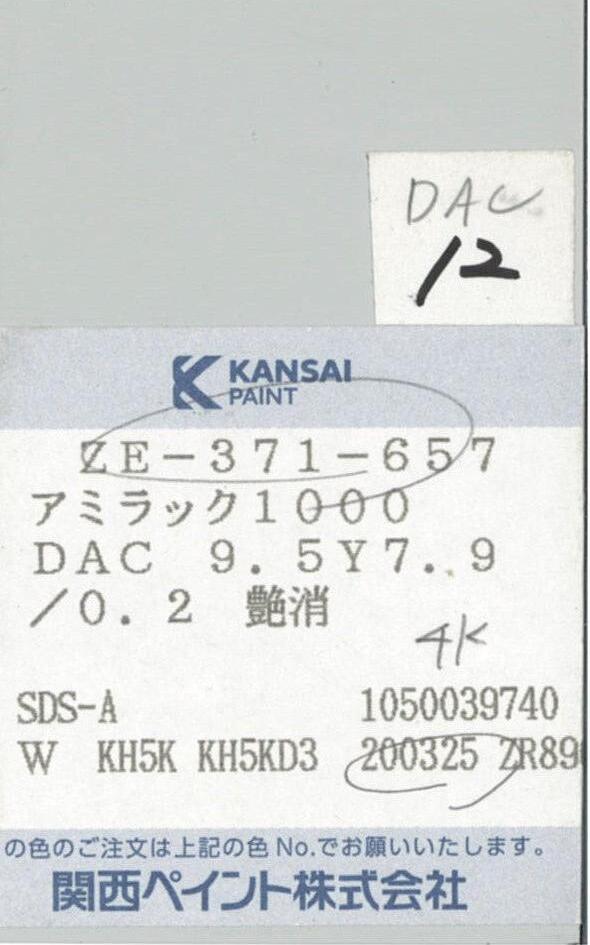 DAC
12
KANSAI
PAINT
ZE-371-657
アミラック1000
DAC 9.5Y7.9
/0.2 艶消
4K
SDS-A 1050039740
W KH5K KH5KD3 200325 ZR89
の色のご注文は上記の色No.でお願いいたします。
関西ペイント株式会社